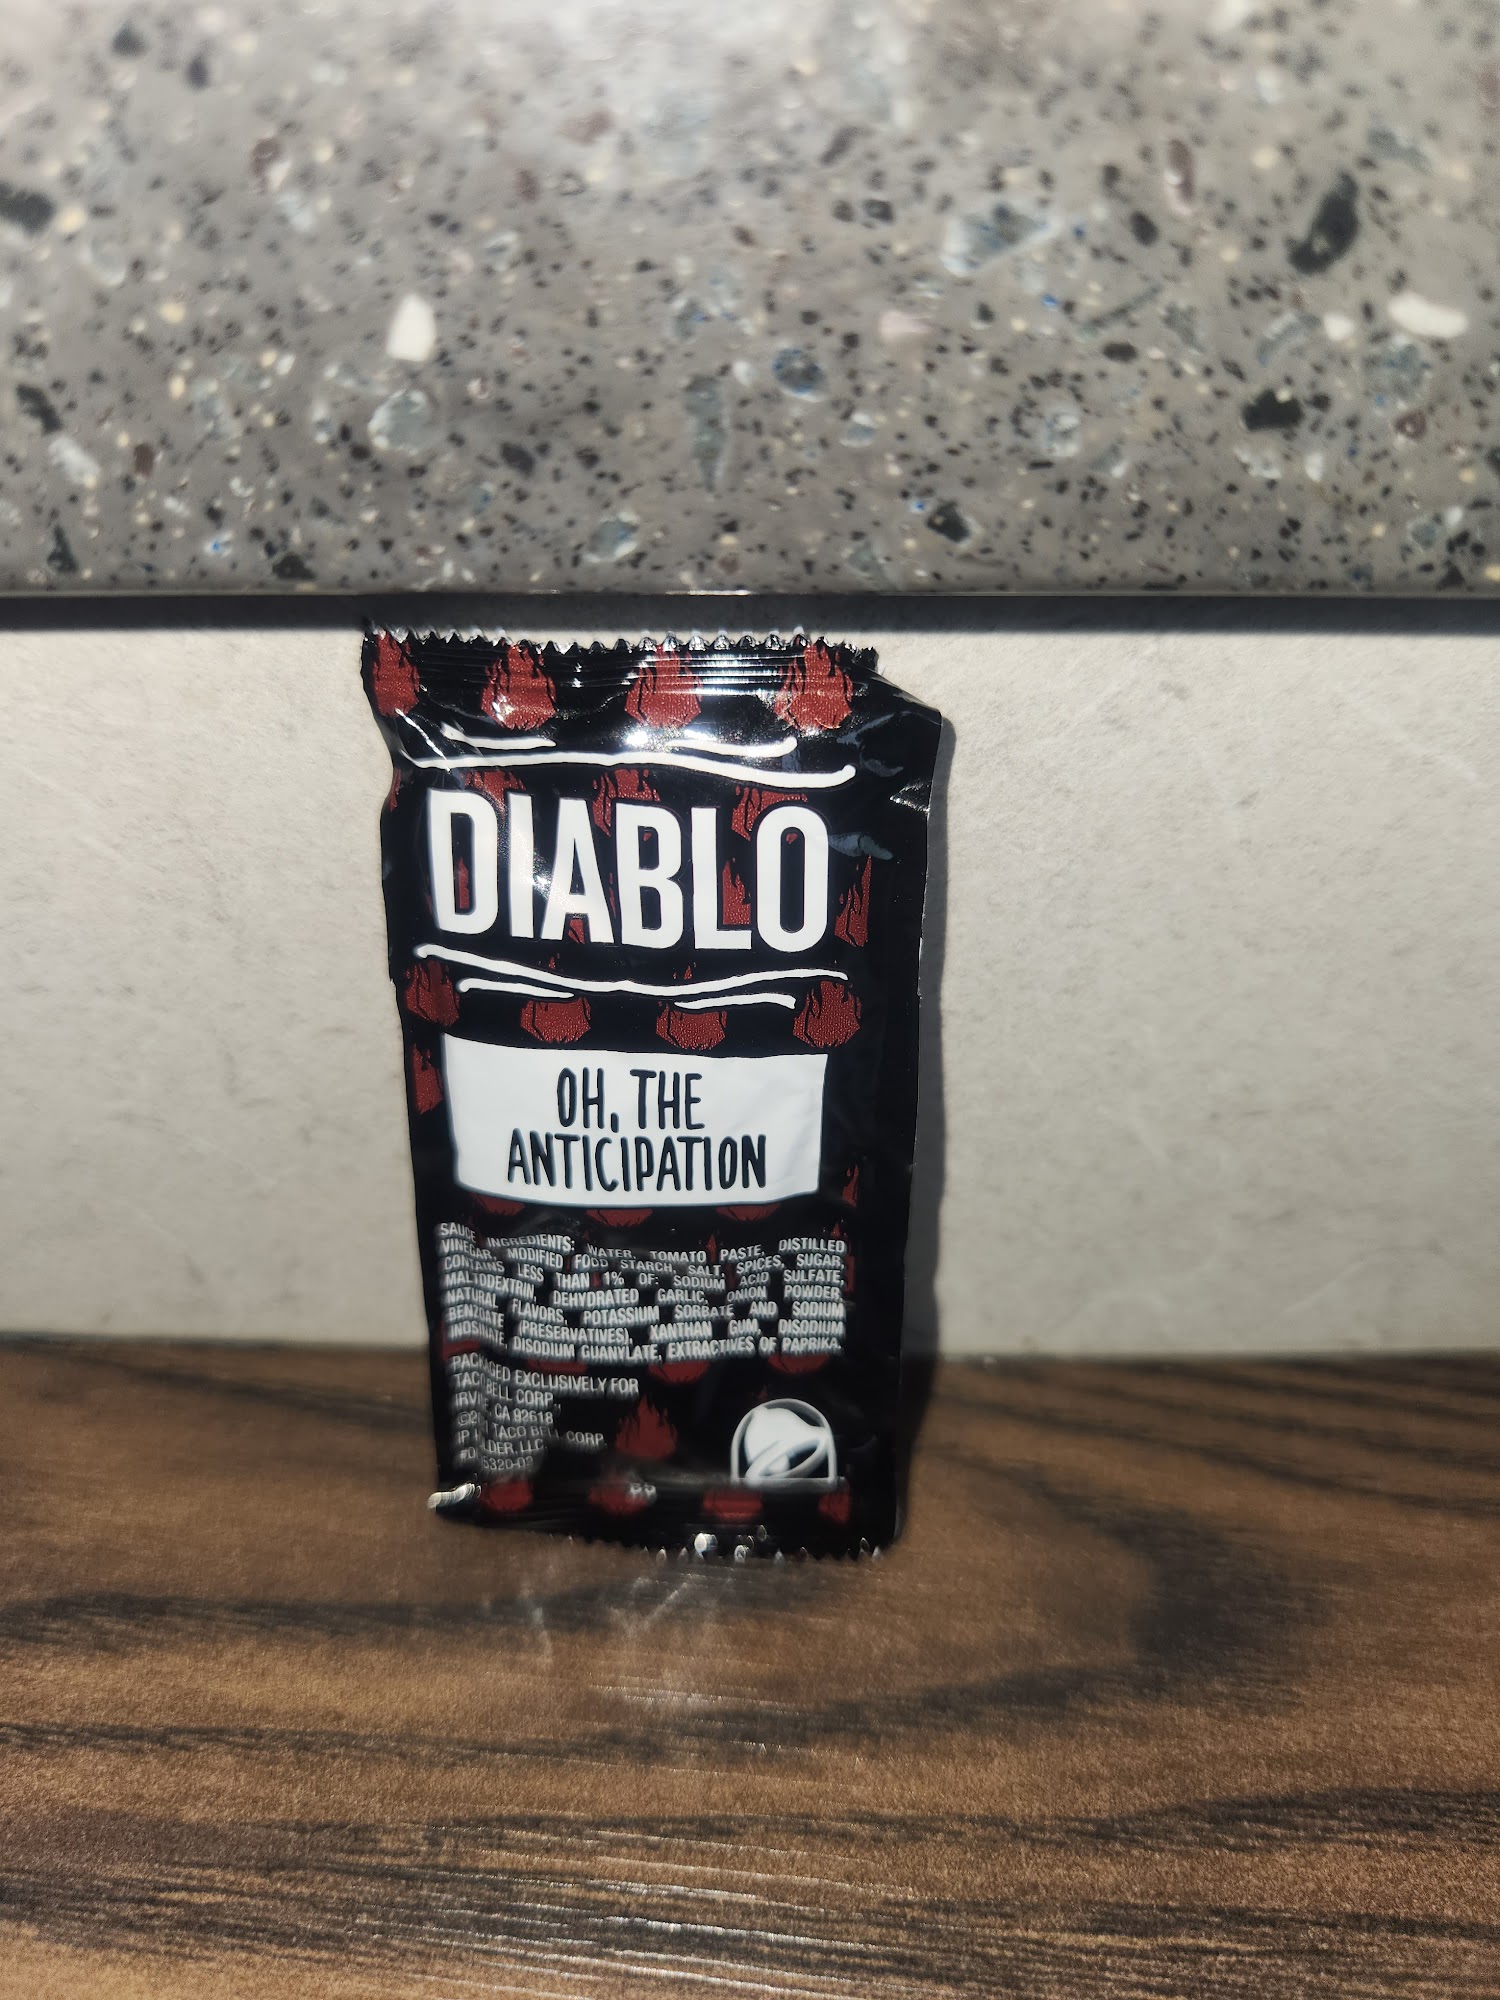 DIABLO
OH, THE
ANTICIPATION
SAUCE INGREDIENTS: WATER, TOMATO PASTE, DISTILLED
VINEGAR, MODIFIED FOOD STARCH, SALT, SPICES, SUGAR,
CONTAINS LESS THAN 1% OF: SODIUM ACID SULFATE,
MALTODEXTRIN, DEHYDRATED GARLIC, ONION POWDER,
NATURAL FLAVORS, POTASSIUM SORBATE AND SODIUM
BENZOATE (PRESERVATIVES), XANTHAN GUM, DISODIUM
INOSINATE, DISODIUM GUANYLATE, EXTRACTIVES OF PAPRIKA.
PACKAGED EXCLUSIVELY FOR
TACO BELL CORP.
IRVINE, CA 92618
TACO BELL CORP.
IP HOLDER, LLC